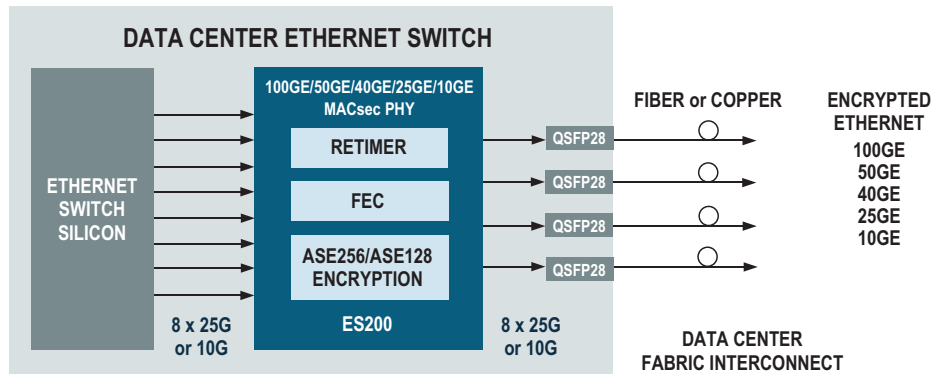 DATA CENTER ETHERNET SWITCH
ETHERNET
SWITCH
SILICON
8 x 25G
or 10G
100GE/50GE/40GE/25GE/10GE
MACsec PHY
RETIMER
FEC
ASE256/ASE128
ENCRYPTION
ES200
8 x 25G
or 10G
QSFP28
QSFP28
QSFP28
QSFP28
FIBER or COPPER
ENCRYPTED
ETHERNET
100GE
50GE
40GE
25GE
10GE
DATA CENTER
FABRIC INTERCONNECT